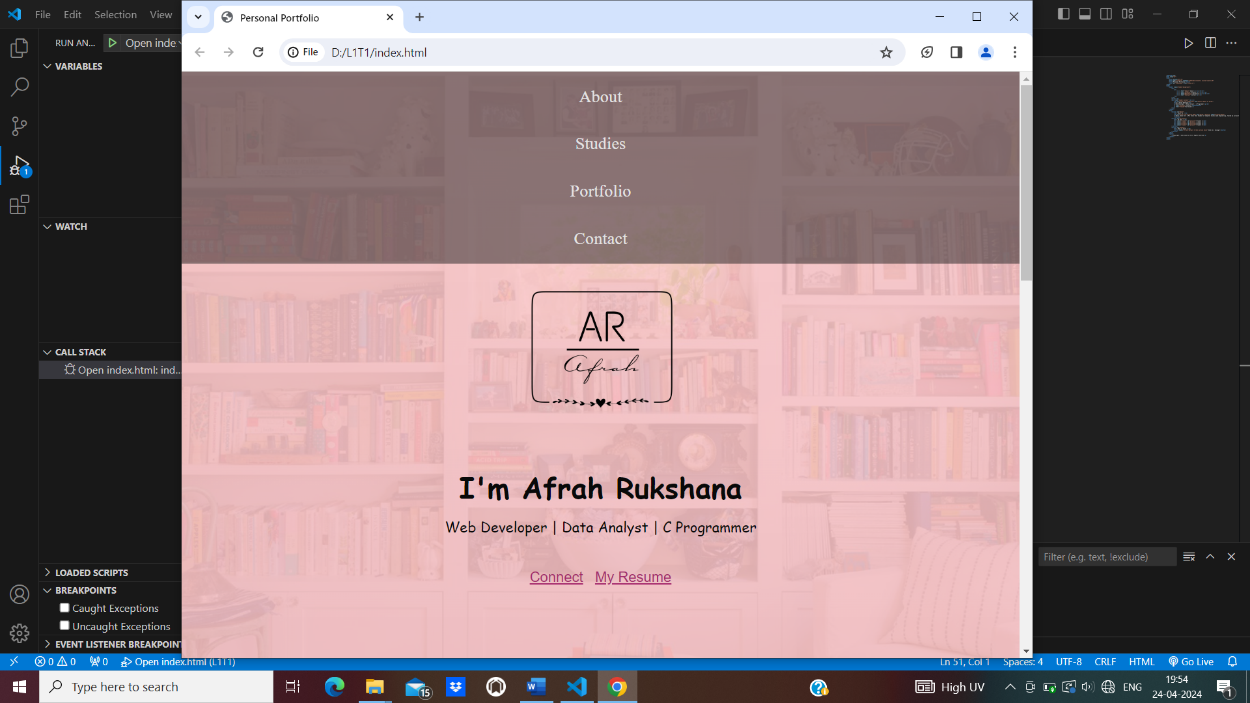 File Edit Selection View
Personal Portfolio
RUN AN... Open inde
File D:/L1T1/index.html
VARIABLES
About
Studies
Portfolio
WATCH
Contact
AR
Afrah
CALL STACK
Open index.html: ind...
I'm Afrah Rukshana
Web Developer | Data Analyst | C Programmer
Filter (e.g. text, !exclude)
Connect My Resume
LOADED SCRIPTS
BREAKPOINTS
Caught Exceptions
Uncaught Exceptions
EVENT LISTENER BREAKPOINT
1
0 0 0 Open index.html (L1T1) Ln 51, Col 1 Spaces: 4 UTF-8 CRLF HTML Go Live
Type here to search 15 High UV ENG 19:54
24-04-2024 1